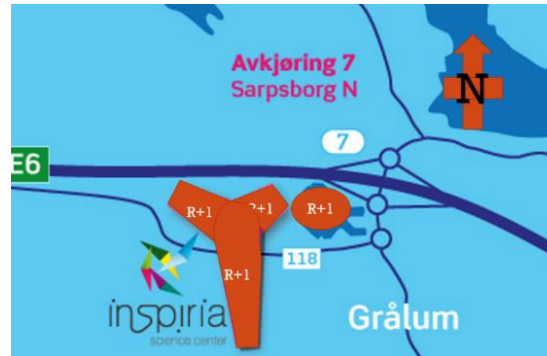 Avkjøring 7
Sarpsborg N
N
7
E6
R+1
R+1
R+1
118
R+1
inspiria
science center
Grålum